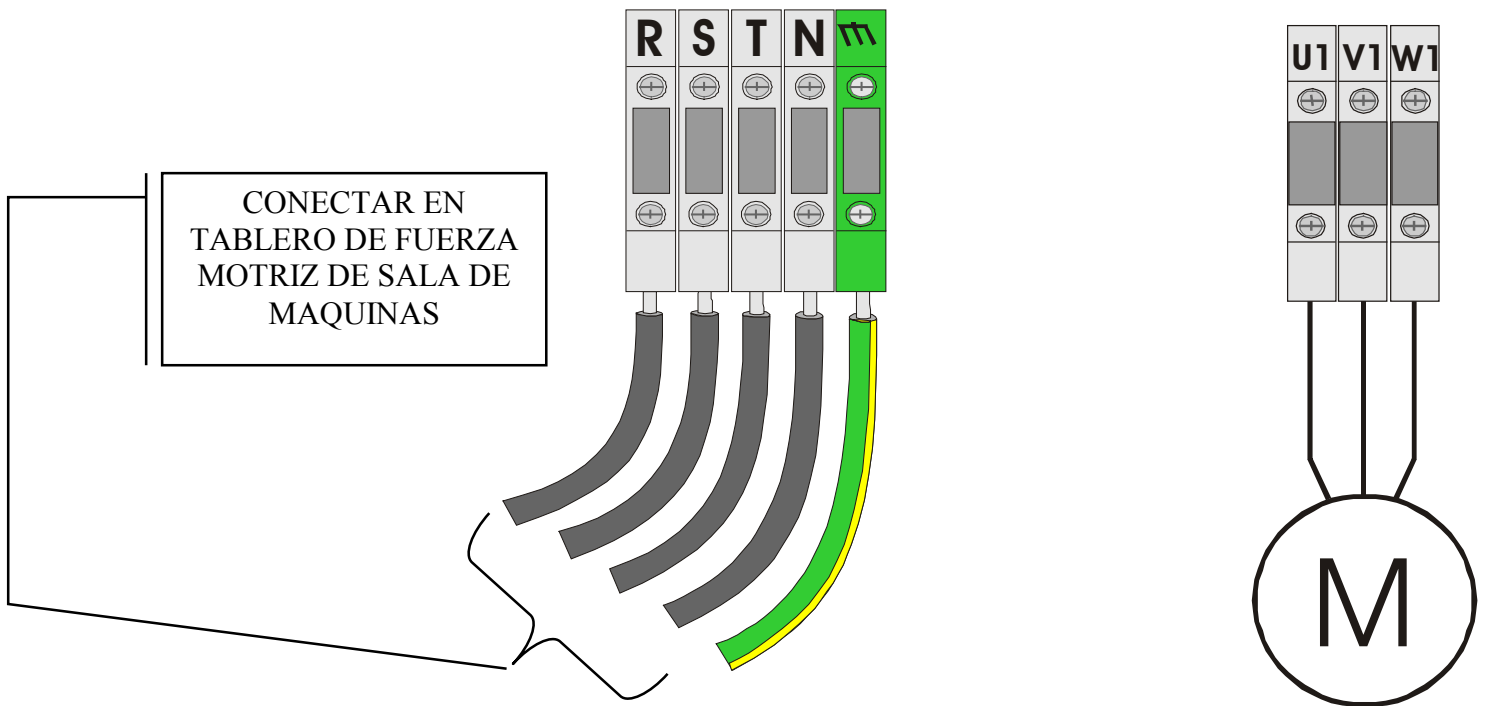 R S T N
U1 V1 W1
CONECTAR EN
TABLERO DE FUERZA
MOTRIZ DE SALA DE
MAQUINAS
M